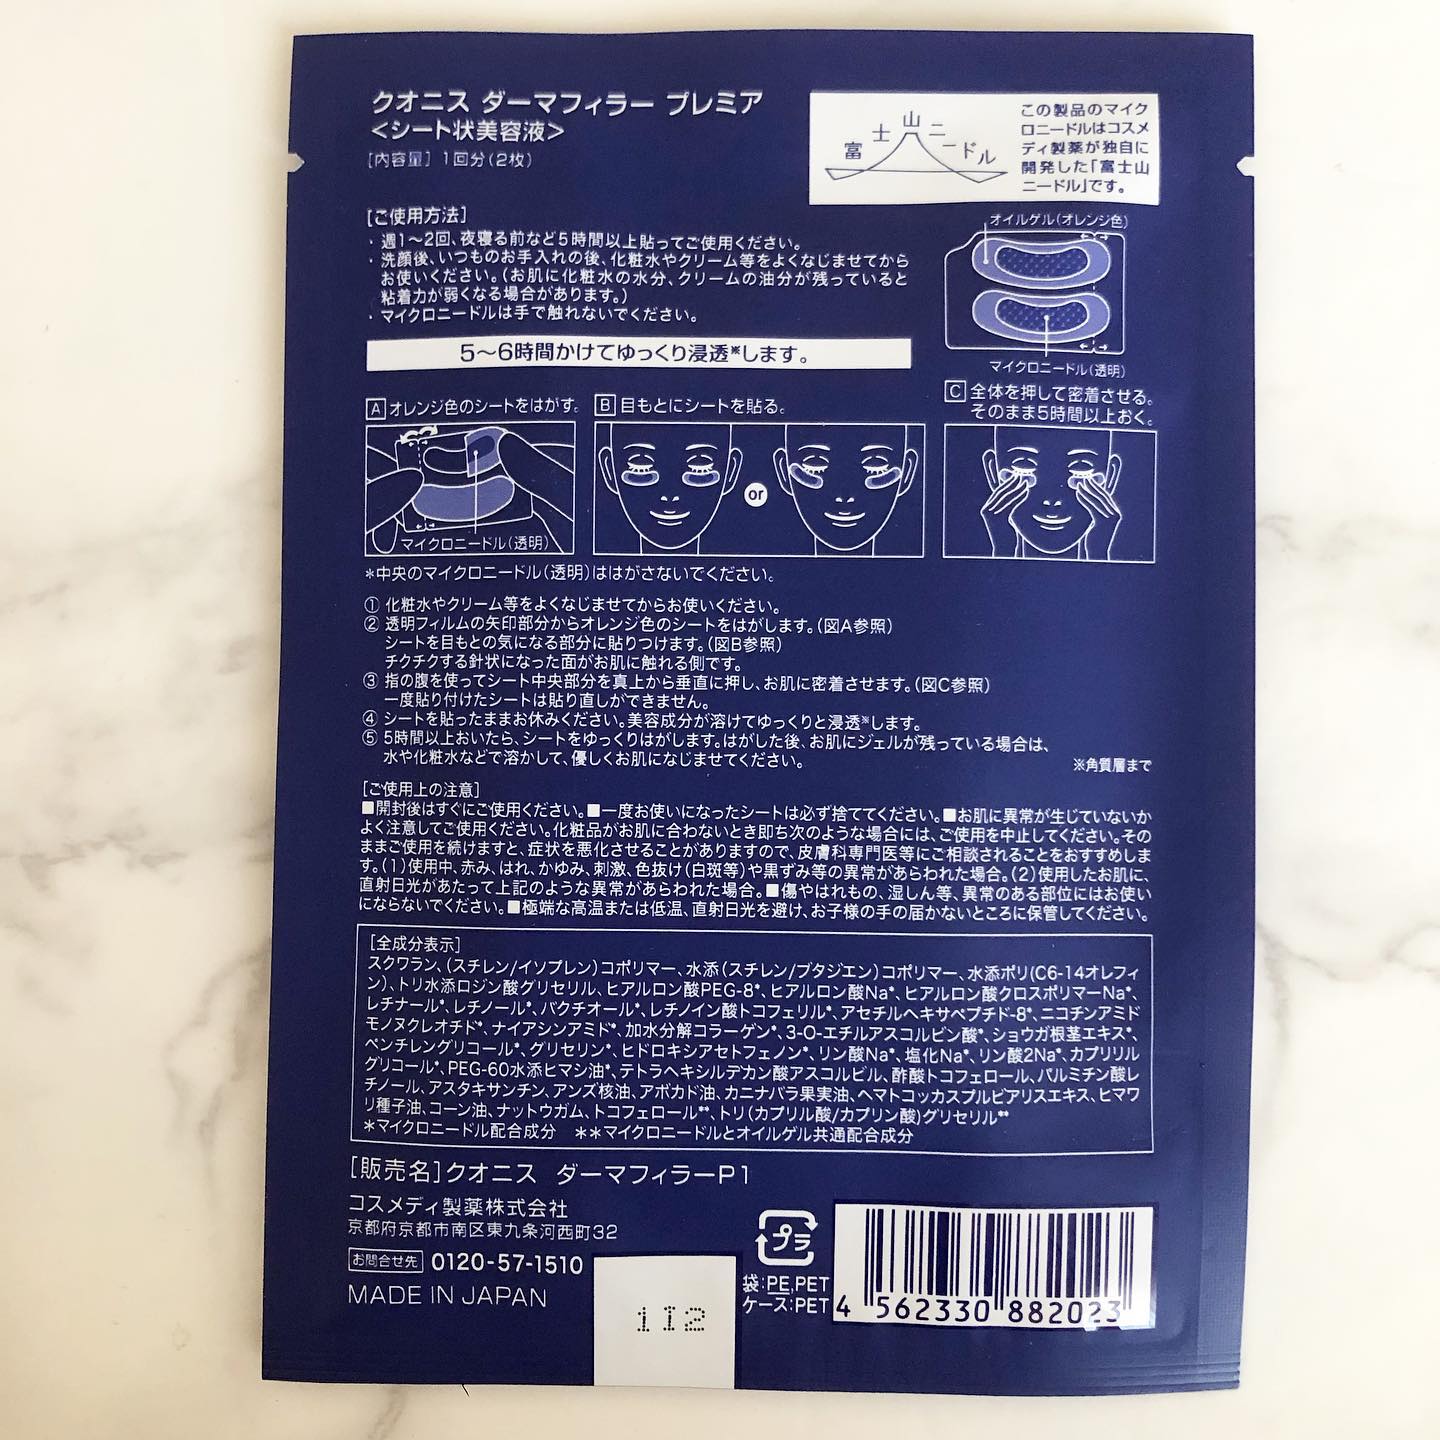 クオニス ダーマフィラー プレミア
<シート状美容液>
[内容量] 1回分(2枚)
富士山ニードル
この製品のマイク
ロニードルはコスメ
ディ製薬が独自に
開発した「富士山
ニードル」です。
[ご使用方法]
・週1〜2回、夜寝る前など5時間以上貼ってご使用ください。
・洗顔後、いつものお手入れの後、化粧水やクリーム等をよくなじませてから
お使いください。(お肌に化粧水の水分、クリームの油分が残っていると
粘着力が弱くなる場合があります。)
・マイクロニードルは手で触れないでください。
オイルゲル(オレンジ色)
マイクロニードル(透明)
5〜6時間かけてゆっくり浸透※します。
A オレンジ色のシートをはがす。
B 目もとにシートを貼る。
C 全体を押して密着させる。
そのまま5時間以上おく。
マイクロニードル(透明)
or
*中央のマイクロニードル(透明)ははがさないでください。
① 化粧水やクリーム等をよくなじませてからお使いください。
② 透明フィルムの矢印部分からオレンジ色のシートをはがします。(図A参照)
シートを目もとの気になる部分に貼りつけます。(図B参照)
チクチクする針状になった面がお肌に触れる側です。
③ 指の腹を使ってシート中央部分を真上から垂直に押し、お肌に密着させます。(図C参照)
一度貼り付けたシートは貼り直しができません。
④ シートを貼ったままお休みください。美容成分が溶けてゆっくりと浸透※します。
⑤ 5時間以上おいたら、シートをゆっくりはがします。はがした後、お肌にジェルが残っている場合は、
水や化粧水などで溶かして、優しくお肌になじませてください。
※角質層まで
[ご使用上の注意]
■開封後はすぐにご使用ください。■一度お使いになったシートは必ず捨ててください。■お肌に異常が生じていないか
よく注意してご使用ください。化粧品がお肌に合わないとき即ち次のような場合には、ご使用を中止してください。その
ままご使用を続けますと、症状を悪化させることがありますので、皮膚科専門医等にご相談されることをおすすめしま
す。(1)使用中、赤み、はれ、かゆみ、刺激、色抜け(白斑等)や黒ずみ等の異常があらわれた場合。(2)使用したお肌に、
直射日光があたって上記のような異常があらわれた場合。■傷やはれもの、湿しん等、異常のある部位にはお使い
にならないでください。■極端な高温または低温、直射日光を避け、お子様の手の届かないところに保管してください。
[全成分表示]
スクワラン、(スチレン/イソプレン)コポリマー、水添(スチレン/ブタジエン)コポリマー、水添ポリ(C6-14オレフィ
ン)、トリ水添ロジン酸グリセリル、ヒアルロン酸PEG-8*、ヒアルロン酸Na*、ヒアルロン酸クロスポリマーNa*、
レチナール*、レチノール*、バクチオール*、レチノイン酸トコフェリル*、アセチルヘキサペプチド-8*、ニコチンアミド
モノヌクレオチド*、ナイアシンアミド*、加水分解コラーゲン*、3-O-エチルアスコルビン酸*、ショウガ根茎エキス*、
ペンチレングリコール*、グリセリン*、ヒドロキシアセトフェノン*、リン酸Na*、塩化Na*、リン酸2Na*、カプリリル
グリコール*、PEG-60水添ヒマシ油*、テトラヘキシルデカン酸アスコルビル、酢酸トコフェロール、パルミチン酸レ
チノール、アスタキサンチン、アンズ核油、アボカド油、カニナバラ果実油、ヘマトコッカスプルビアリスエキス、ヒマワ
リ種子油、コーン油、ナットウガム、トコフェロール**、トリ(カプリル酸/カプリン酸)グリセリル**
*マイクロニードル配合成分 **マイクロニードルとオイルゲル共通配合成分
[販売名]クオニス ダーマフィラーP1
コスメディ製薬株式会社
京都府京都市南区東九条河西町32
お問合せ先 0120-57-1510
MADE IN JAPAN
112
プラ
袋:PE,PET
ケース:PET
4 562330 882023